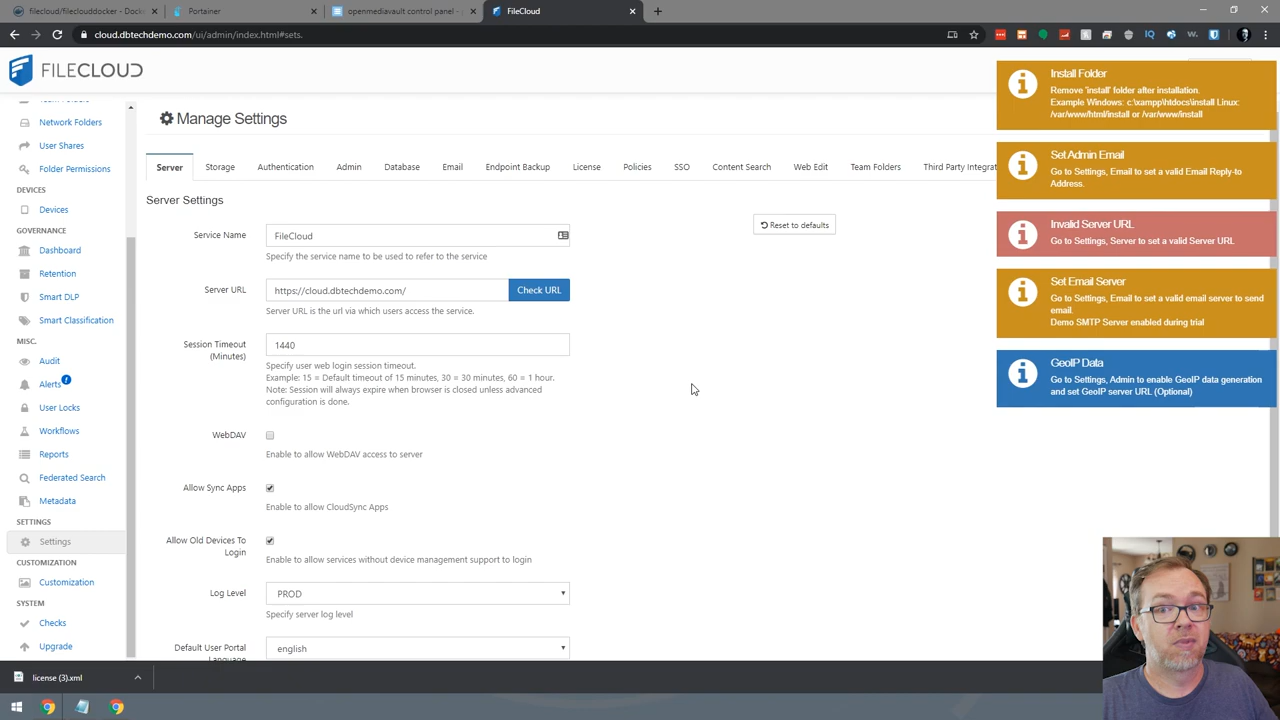 filecloud/fileclouddocker - Docke
Portainer
openmediavault control panel -
FileCloud
cloud.dbtechdemo.com/ui/admin/index.html#sets.
FILECLOUD
Network Folders
User Shares
Folder Permissions
DEVICES
Devices
GOVERNANCE
Dashboard
Retention
Smart DLP
Smart Classification
MISC.
Audit
Alerts
User Locks
Workflows
Reports
Federated Search
Metadata
SETTINGS
Settings
CUSTOMIZATION
Customization
SYSTEM
Checks
Upgrade
Manage Settings
Server Storage Authentication Admin Database Email Endpoint Backup License Policies SSO Content Search Web Edit Team Folders Third Party Integrat
Server Settings
Reset to defaults
Service Name
FileCloud
Specify the service name to be used to refer to the service
Server URL
https://cloud.dbtechdemo.com/
Check URL
Server URL is the url via which users access the service.
Session Timeout
(Minutes)
1440
Specify user web login session timeout.
Example: 15 = Default timeout of 15 minutes, 30 = 30 minutes, 60 = 1 hour.
Note: Session will always expire when browser is closed unless advanced
configuration is done.
WebDAV
Enable to allow WebDAV access to server
Allow Sync Apps
Enable to allow CloudSync Apps
Allow Old Devices To
Login
Enable to allow services without device management support to login
Log Level
PROD
Specify server log level
Default User Portal
Language
english
Install Folder
Remove 'install' folder after installation.
Example Windows: c:\xampp\htdocs\install Linux:
/var/www/html/install or /var/www/install
Set Admin Email
Go to Settings, Email to set a valid Email Reply-to
Address.
Invalid Server URL
Go to Settings, Server to set a valid Server URL
Set Email Server
Go to Settings, Email to set a valid email server to send
email.
Demo SMTP Server enabled during trial
GeoIP Data
Go to Settings, Admin to enable GeoIP data generation
and set GeoIP server URL (Optional)
license (3).xml